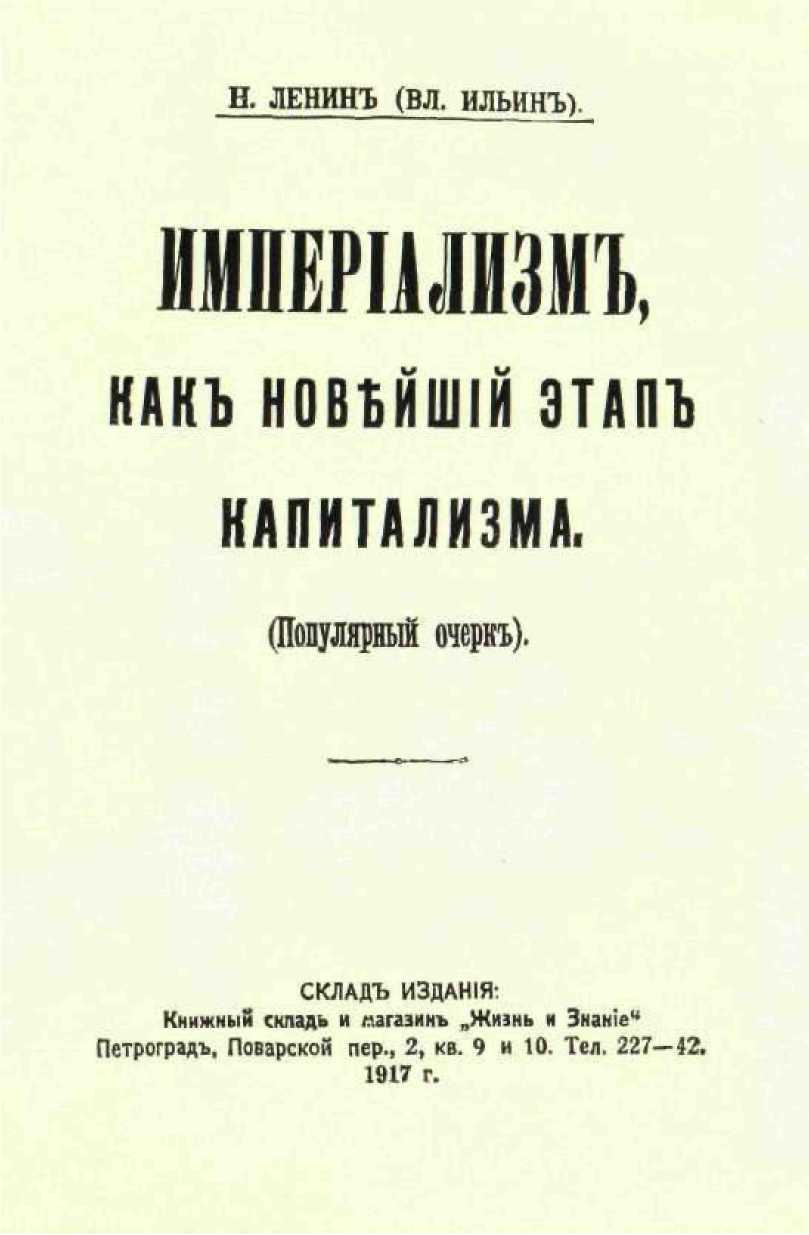 Н. ЛЕНИНЪ (ВЛ. ИЛЬИНЪ).
ИМПЕРІАЛИЗМЪ,
КАКЪ НОВѢЙШІЙ ЭТАПЪ
КАПИТАЛИЗМА.
(Популярный очеркъ).
СКЛАДЪ ИЗДАНІЯ:
Книжный складъ и магазинъ „Жизнь и Знаніе“
Петроградъ, Поварской пер., 2, кв. 9 и 10. Тел. 227—42.
1917 г.